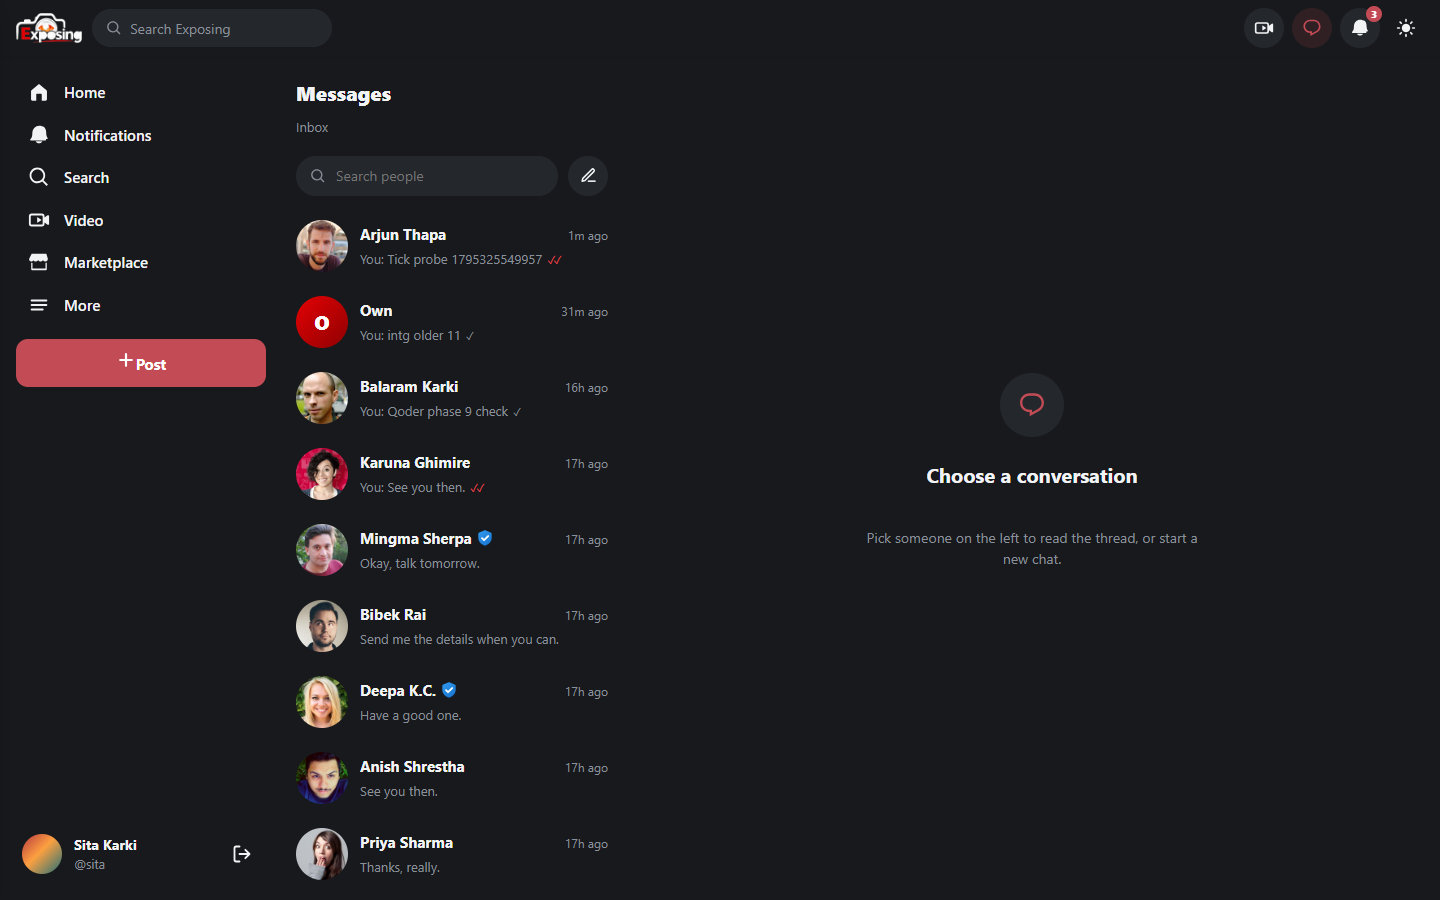 Exposing
Search Exposing
3
Home
Notifications
Search
Video
Marketplace
More
Post
Sita Karki
@sita
Messages
Inbox
Search people
Arjun Thapa
1m ago
You: Tick probe 1795325549957 ✓✓
O
Own
31m ago
You: intg older 11 ✓
Balaram Karki
16h ago
You: Qoder phase 9 check ✓
Karuna Ghimire
17h ago
You: See you then. ✓✓
Mingma Sherpa
17h ago
Okay, talk tomorrow.
Bibek Rai
17h ago
Send me the details when you can.
Deepa K.C.
17h ago
Have a good one.
Anish Shrestha
17h ago
See you then.
Priya Sharma
17h ago
Thanks, really.
Choose a conversation
Pick someone on the left to read the thread, or start a
new chat.